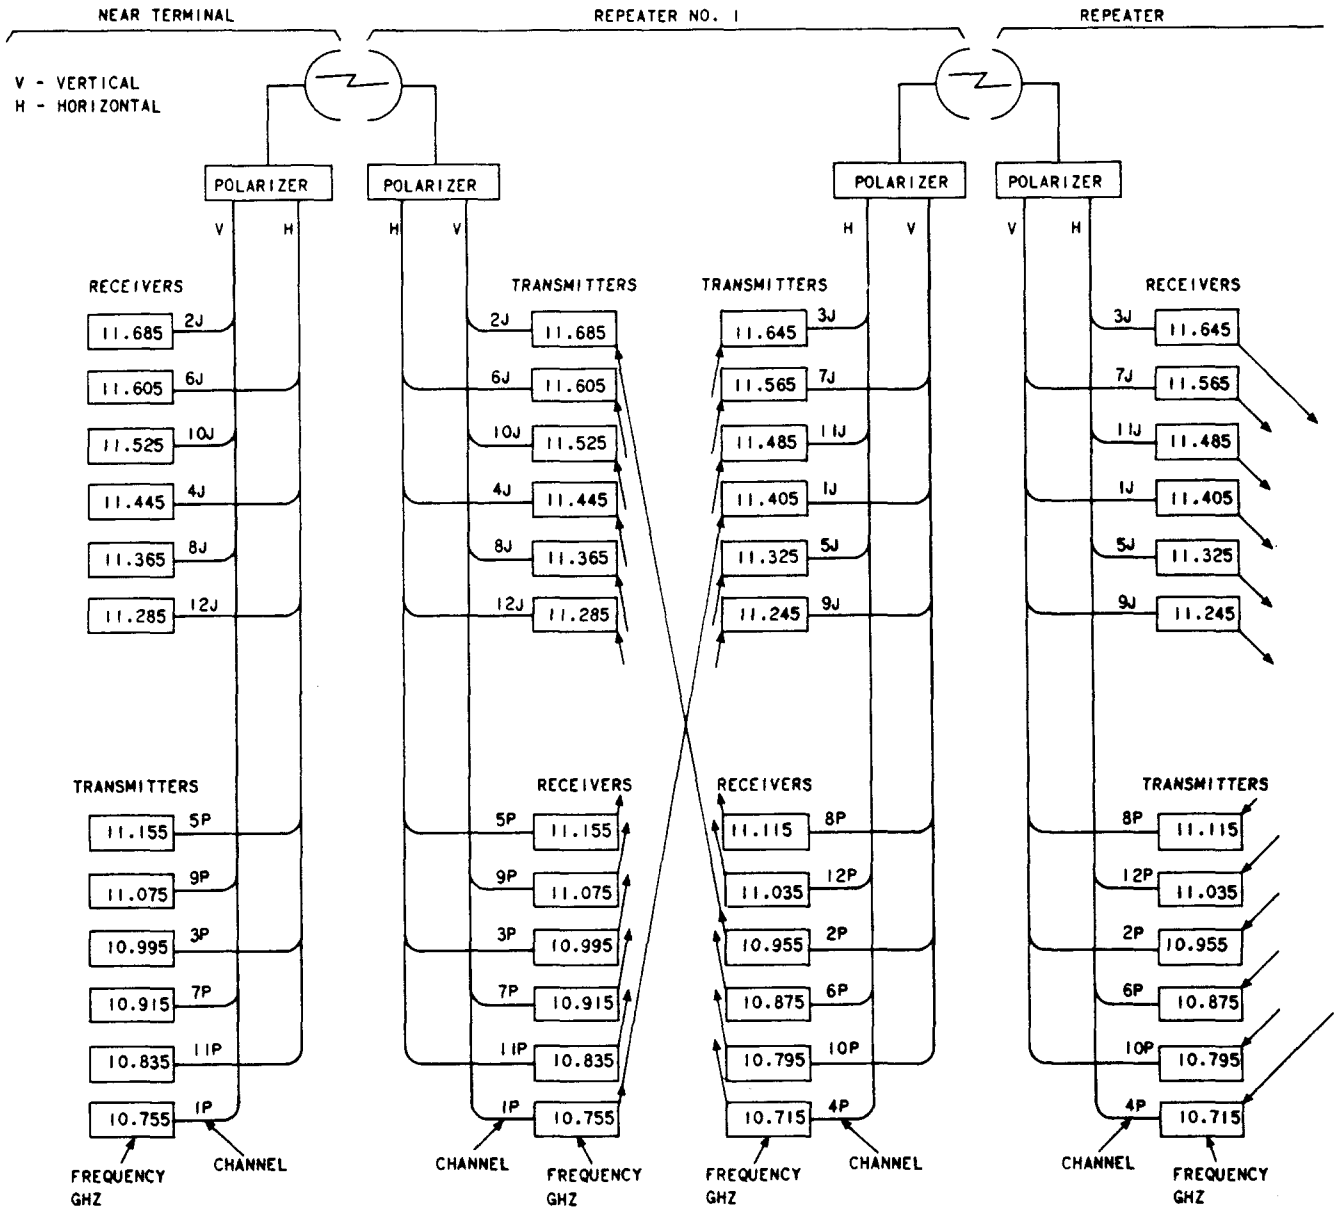 NEAR TERMINAL REPEATER NO. 1 REPEATER
V - VERTICAL
H - HORIZONTAL
POLARIZER POLARIZER POLARIZER POLARIZER
V H H V H V V H
RECEIVERS TRANSMITTERS TRANSMITTERS RECEIVERS
11.685 2J 2J 11.685 11.645 3J 3J 11.645
11.605 6J 6J 11.605 11.565 7J 7J 11.565
11.525 10J 10J 11.525 11.485 11J 11J 11.485
11.445 4J 4J 11.445 11.405 1J 1J 11.405
11.365 8J 8J 11.365 11.325 5J 5J 11.325
11.285 12J 12J 11.285 11.245 9J 9J 11.245
TRANSMITTERS RECEIVERS RECEIVERS TRANSMITTERS
11.155 5P 5P 11.155 11.115 8P 8P 11.115
11.075 9P 9P 11.075 11.035 12P 12P 11.035
10.995 3P 3P 10.995 10.955 2P 2P 10.955
10.915 7P 7P 10.915 10.875 6P 6P 10.875
10.835 11P 11P 10.835 10.795 10P 10P 10.795
10.755 1P 1P 10.755 10.715 4P 4P 10.715
FREQUENCY GHZ CHANNEL CHANNEL FREQUENCY GHZ FREQUENCY GHZ CHANNEL CHANNEL FREQUENCY GHZ